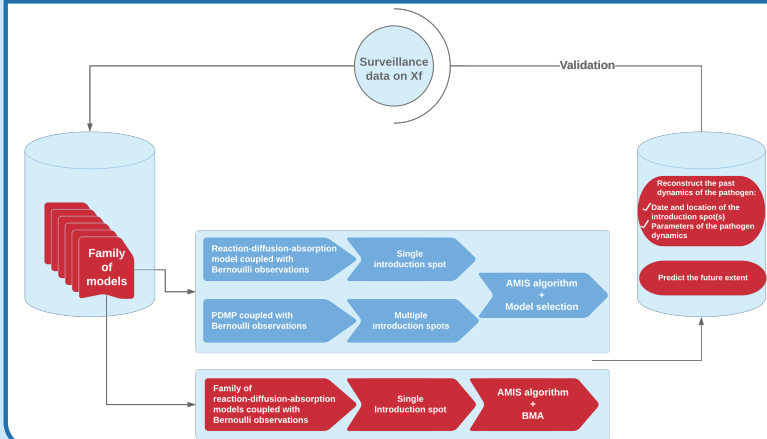 Surveillance
data on Xf
Validation
Family
of
models
Reaction-diffusion-absorption
model coupled with
Bernouilli observations
Single
introduction spot
PDMP coupled with
Bernoulli observations
Multiple
introduction spots
AMIS algorithm
+
Model selection
Family of
reaction-diffusion-absorption
models coupled with
Bernoulli observations
Single
Introduction spot
AMIS algorithm
+
BMA
Reconstruct the past
dynamics of the pathogen:
Date and location of the
introduction spot(s)
Parameters of the pathogen
dynamics
Predict the future extent